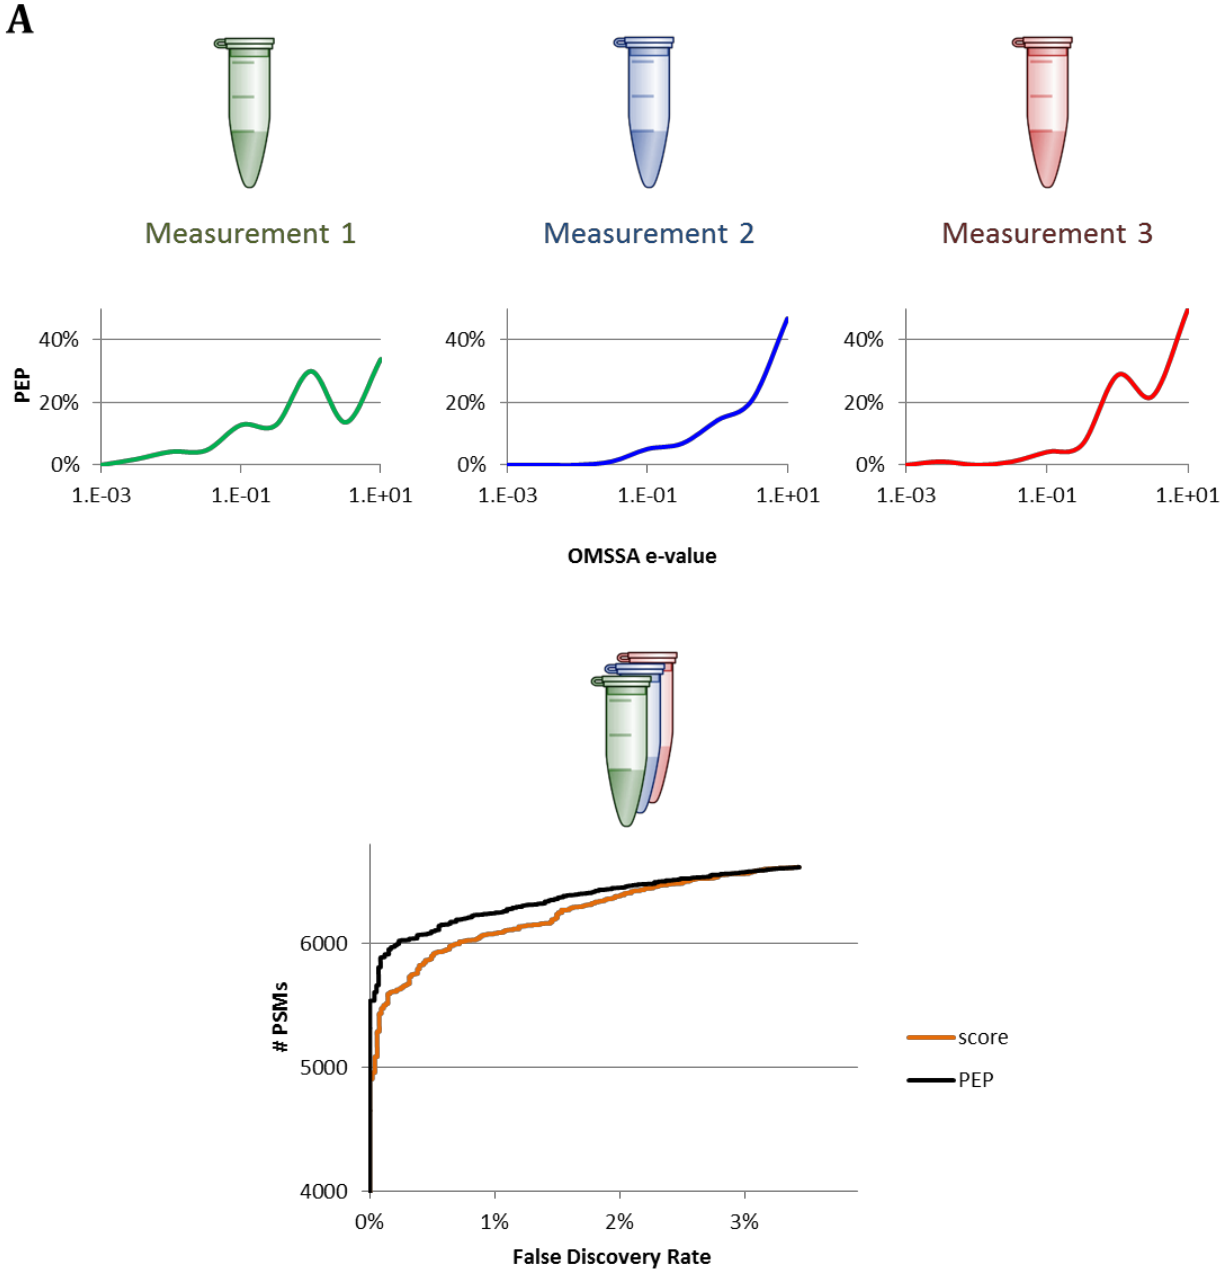 A
Measurement 1
Measurement 2
Measurement 3
PEP
40%
20%
0%
1.E-03
1.E-01
1.E+01
40%
20%
0%
1.E-03
1.E-01
1.E+01
40%
20%
0%
1.E-03
1.E-01
1.E+01
OMSSA e-value
# PSMs
6000
5000
4000
0%
1%
2%
3%
False Discovery Rate
score
PEP